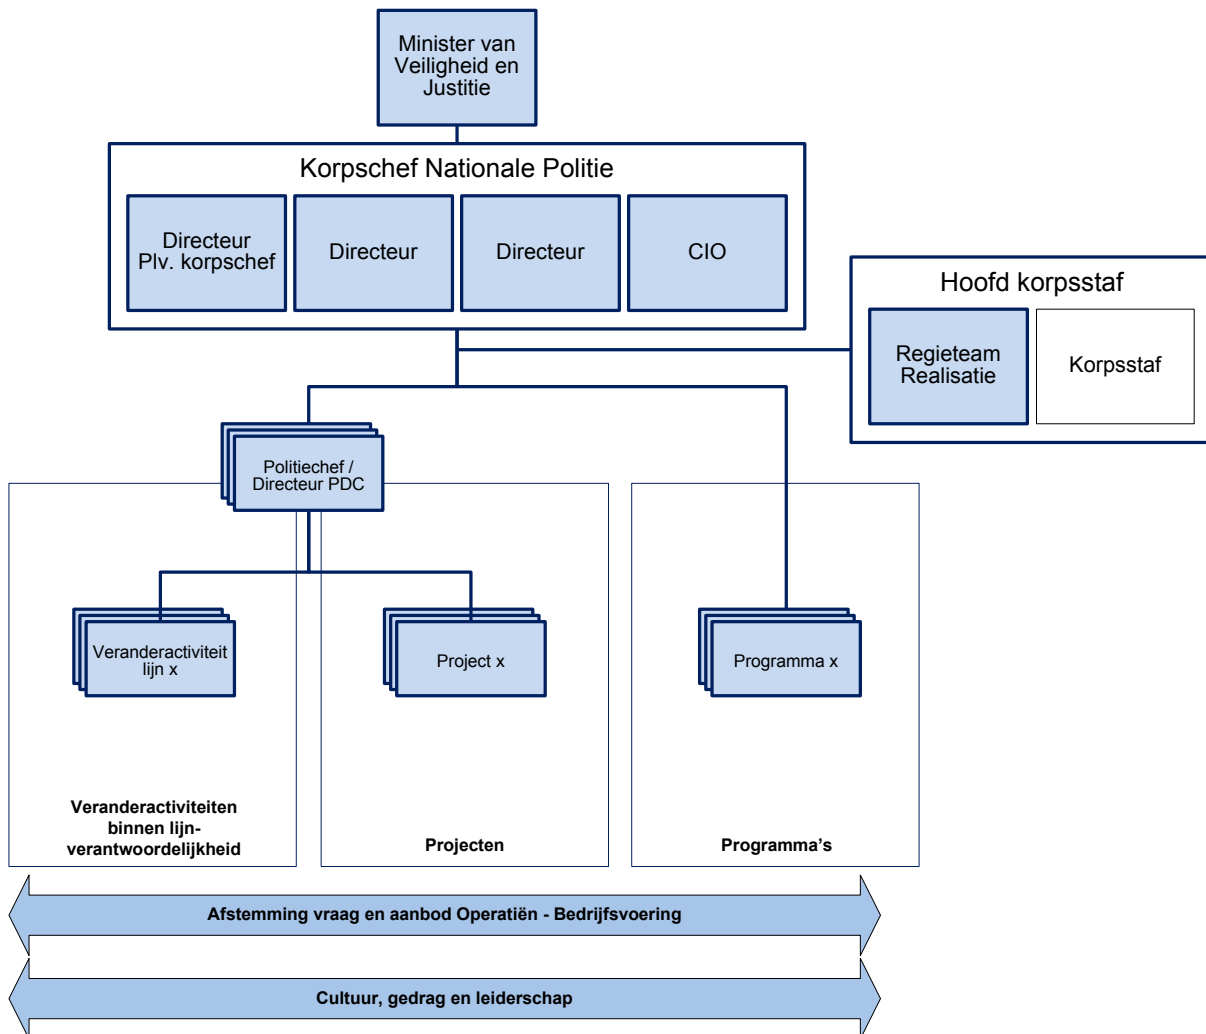 Minister van
Veiligheid en
Justitie
Korpschef Nationale Politie
Directeur
Plv. korpschef
Directeur
Directeur
CIO
Hoofd korpsstaf
Regieteam
Realisatie
Korpsstaf
Politiechef /
Directeur PDC
Veranderactiviteit
lijn x
Project x
Programma x
Veranderactiviteiten
binnen lijn-
verantwoordelijkheid
Projecten
Programma's
Afstemming vraag en aanbod Operatiën - Bedrijfsvoering
Cultuur, gedrag en leiderschap